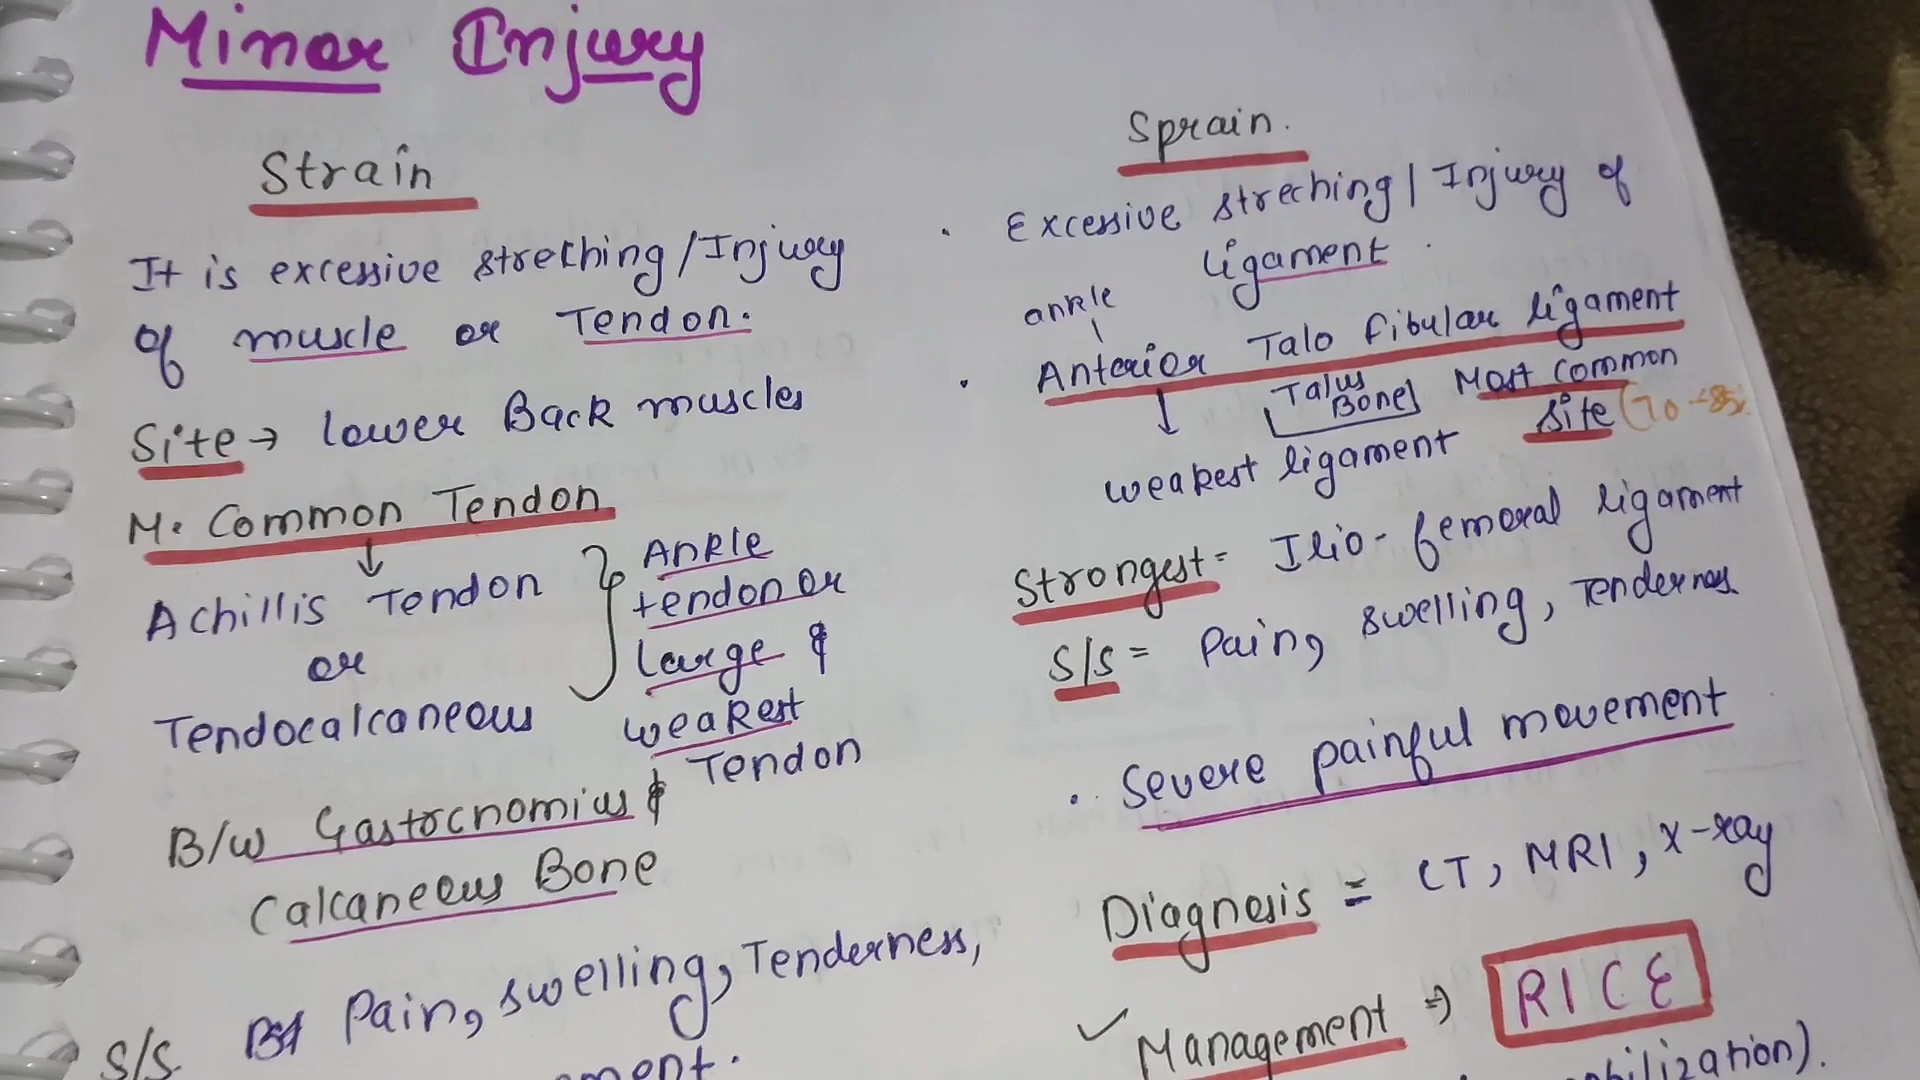 Minor Injury
Strain
It is excessive streching/Injury
of muscle or Tendon.
Site → lower Back muscles
M. Common Tendon
↓
Achillis Tendon
or
Tendocalcaneous
Ankle
tendon or
large &
weakest
Tendon
B/w Gastrocnomius &
Calcaneous Bone
S/S Pain, swelling, Tenderness,
Sprain.
• Excessive streching/Injury of
ligament
ankle
• Anterior Talo fibular ligament
Talus
Bone
Most common
site (70-85
↓
weakest ligament
Strongest = Ilio-femoral ligament
S/S = Pain, swelling, Tenderness
• Severe painful movement
Diagnosis = CT, MRI, X-ray
✓ Management ⇒ RICE